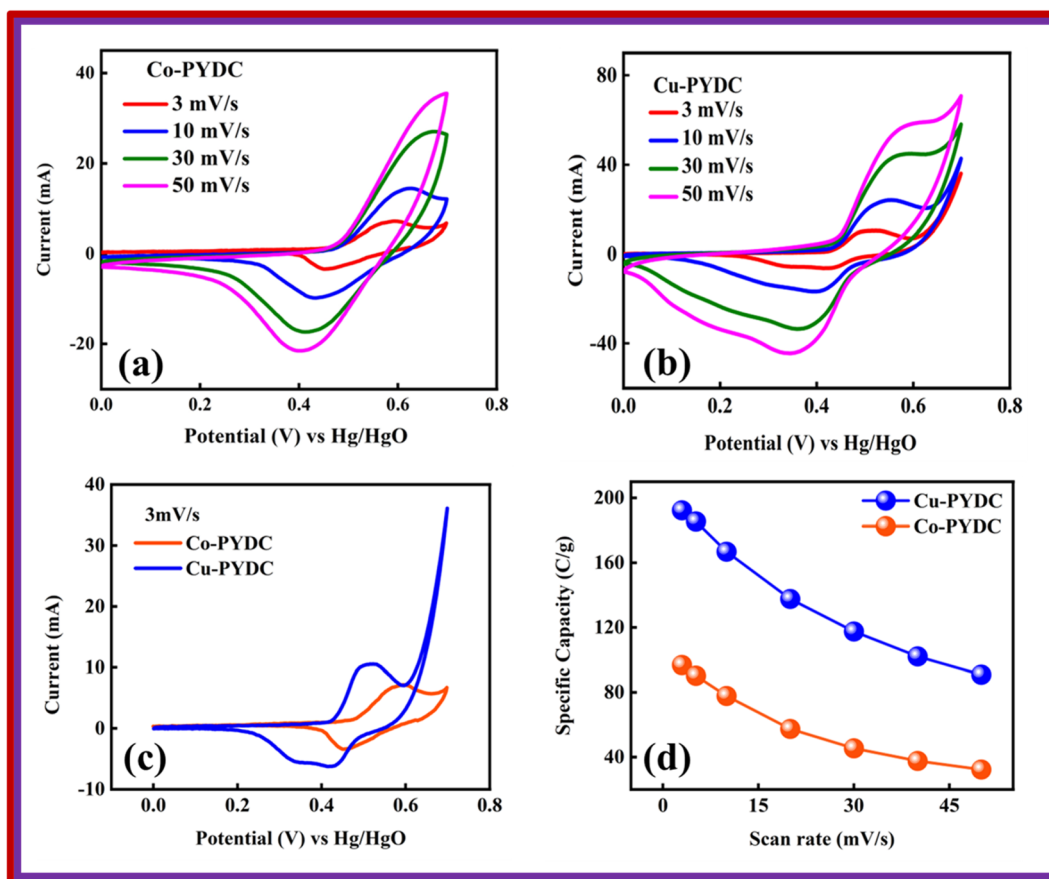 Co-PYDC
3 mV/s
10 mV/s
30 mV/s
50 mV/s
40
20
0
-20
Current (mA)
(a)
0.0
0.2
0.4
0.6
0.8
Potential (V) vs Hg/HgO
Cu-PYDC
3 mV/s
10 mV/s
30 mV/s
50 mV/s
80
40
0
-40
Current (mA)
(b)
0.0
0.2
0.4
0.6
0.8
Potential (V) vs Hg/HgO
3mV/s
Co-PYDC
Cu-PYDC
40
30
20
10
0
-10
Current (mA)
(c)
0.0
0.2
0.4
0.6
0.8
Potential (V) vs Hg/HgO
Cu-PYDC
Co-PYDC
200
160
120
80
40
Specific Capacity (C/g)
(d)
0
15
30
45
Scan rate (mV/s)